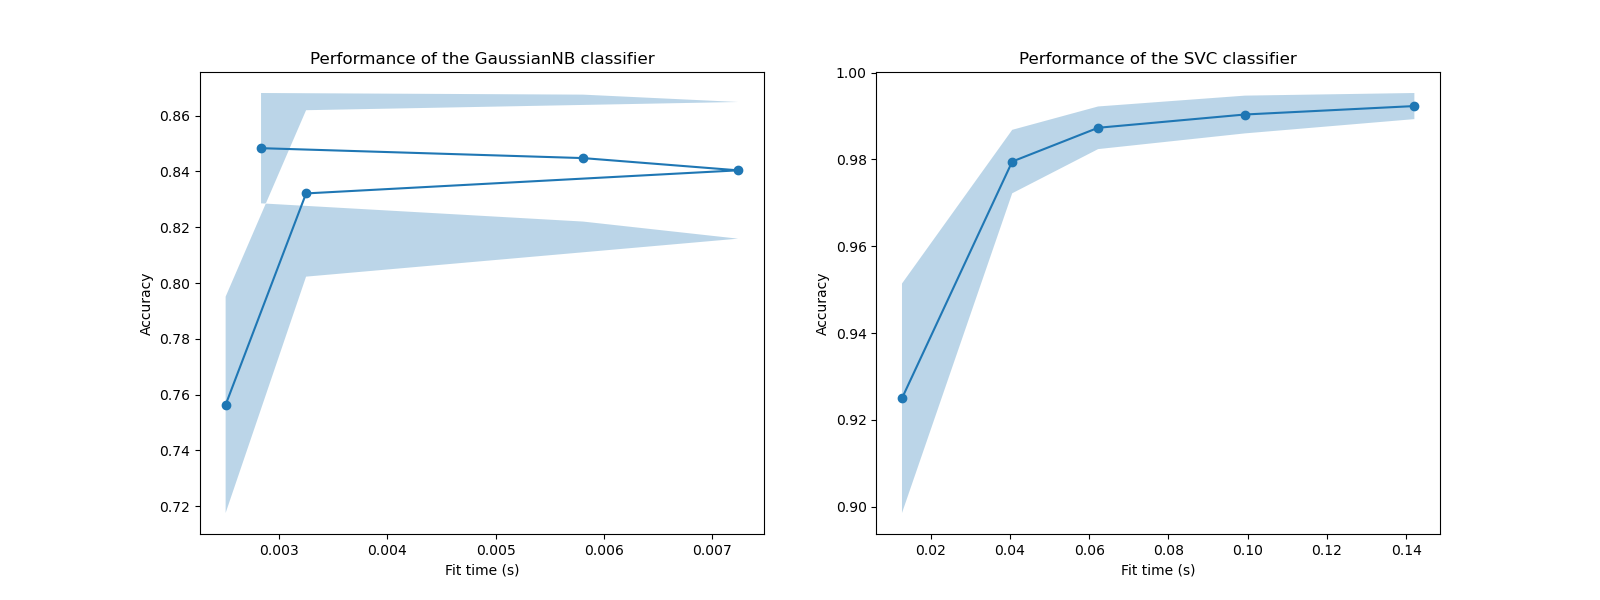 Performance of the GaussianNB classifier
Accuracy
0.86
0.84
0.82
0.80
0.78
0.76
0.74
0.72
0.003 0.004 0.005 0.006 0.007
Fit time (s)
Performance of the SVC classifier
Accuracy
1.00
0.98
0.96
0.94
0.92
0.90
0.02 0.04 0.06 0.08 0.10 0.12 0.14
Fit time (s)